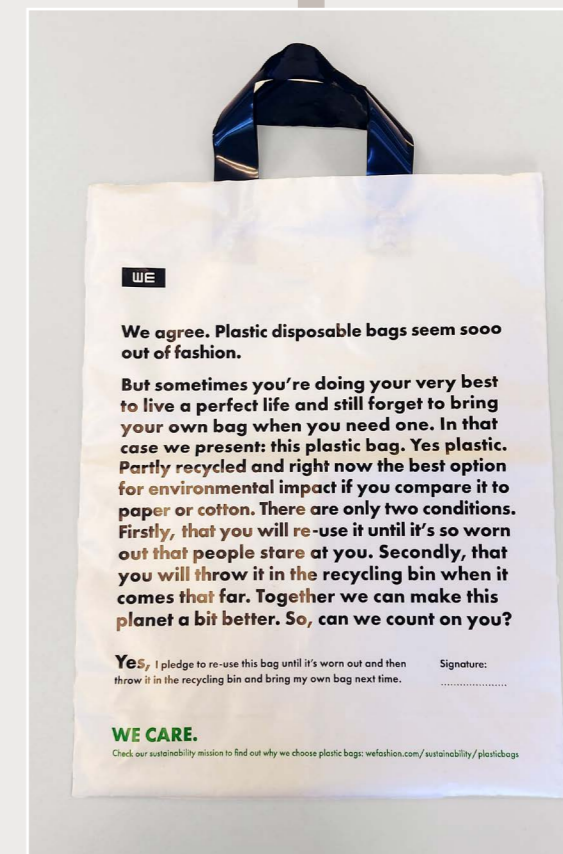 WE
We agree. Plastic disposable bags seem sooo
out of fashion.
But sometimes you're doing your very best
to live a perfect life and still forget to bring
your own bag when you need one. In that
case we present: this plastic bag. Yes plastic.
Partly recycled and right now the best option
for environmental impact if you compare it to
paper or cotton. There are only two conditions.
Firstly, that you will re-use it until it's so worn
out that people stare at you. Secondly, that
you will throw it in the recycling bin when it
comes that far. Together we can make this
planet a bit better. So, can we count on you?
Yes, I pledge to re-use this bag until it's worn out and then
throw it in the recycling bin and bring my own bag next time.
Signature:
WE CARE.
Check our sustainability mission to find out why we choose plastic bags: wefashion.com/sustainability/plasticbags